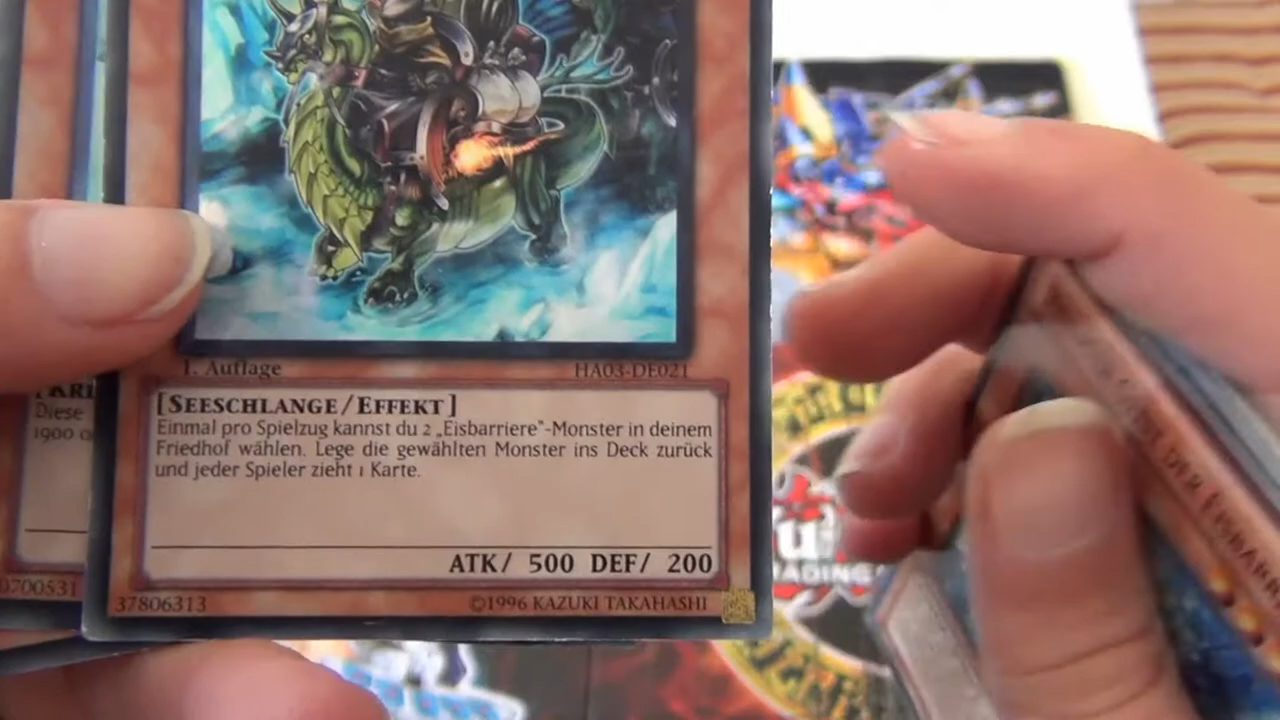 1. Auflage
HA03-DE021
[SEESCHLANGE/EFFEKT]
Einmal pro Spielzug kannst du 2 „Eisbarriere"-Monster in deinem
Friedhof wählen. Lege die gewählten Monster ins Deck zurück
und jeder Spieler zieht 1 Karte.
ATK/ 500 DEF/ 200
37806313
©1996 KAZUKI TAKAHASHI
Diese
1900
0700531
DER